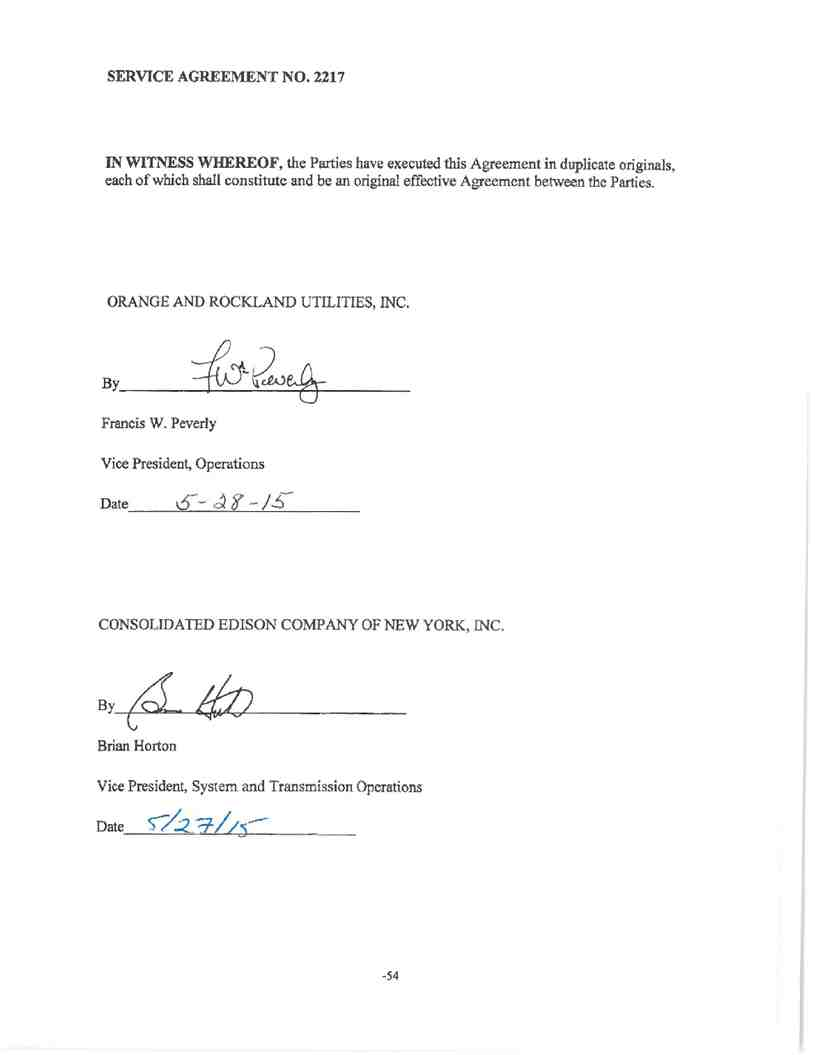 SERVICE AGREEMENT NO. 2217
IN WITNESS WHEREOF, the Parties have executed this Agreement in duplicate originals,
each of which shall constitute and be an original effective Agreement between the Parties.
ORANGE AND ROCKLAND UTILITIES, INC.
By FW Peverly
Francis W. Peverly
Vice President, Operations
Date 5-28-15
CONSOLIDATED EDISON COMPANY OF NEW YORK, INC.
By
Brian Horton
Vice President, System and Transmission Operations
Date 5/27/15
-54